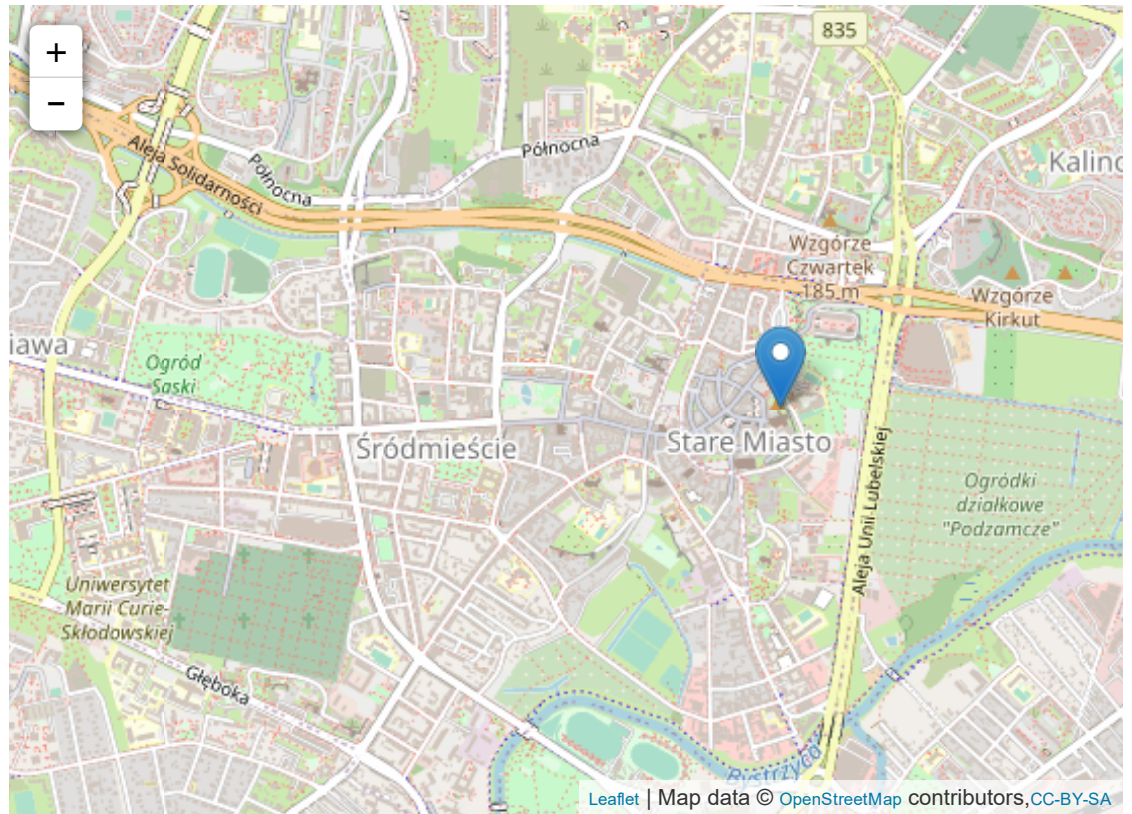 +
-
835
Północna
Aleja Solidarności
Północna
Kalino
Wzgórze
Czwartek
185 m
Wzgórze
Kirkut
iawa
Ogród
Saski
Śródmieście
Stare Miasto
Aleja Unii Lubelskiej
Ogródki
działkowe
"Podzamcze"
Uniwersytet
Marii Curie-
Skłodowskiej
Głęboka
Bystrzyca
Leaflet | Map data © OpenStreetMap contributors,CC-BY-SA